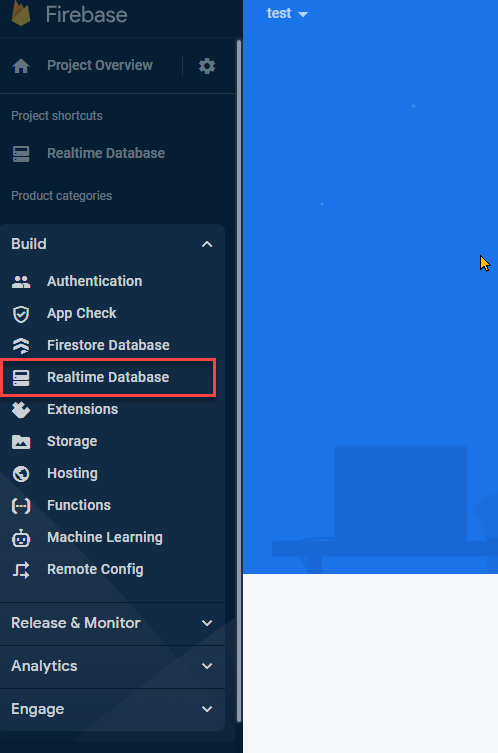 Firebase
test
Project Overview
Project shortcuts
Realtime Database
Product categories
Build
Authentication
App Check
Firestore Database
Realtime Database
Extensions
Storage
Hosting
Functions
Machine Learning
Remote Config
Release & Monitor
Analytics
Engage